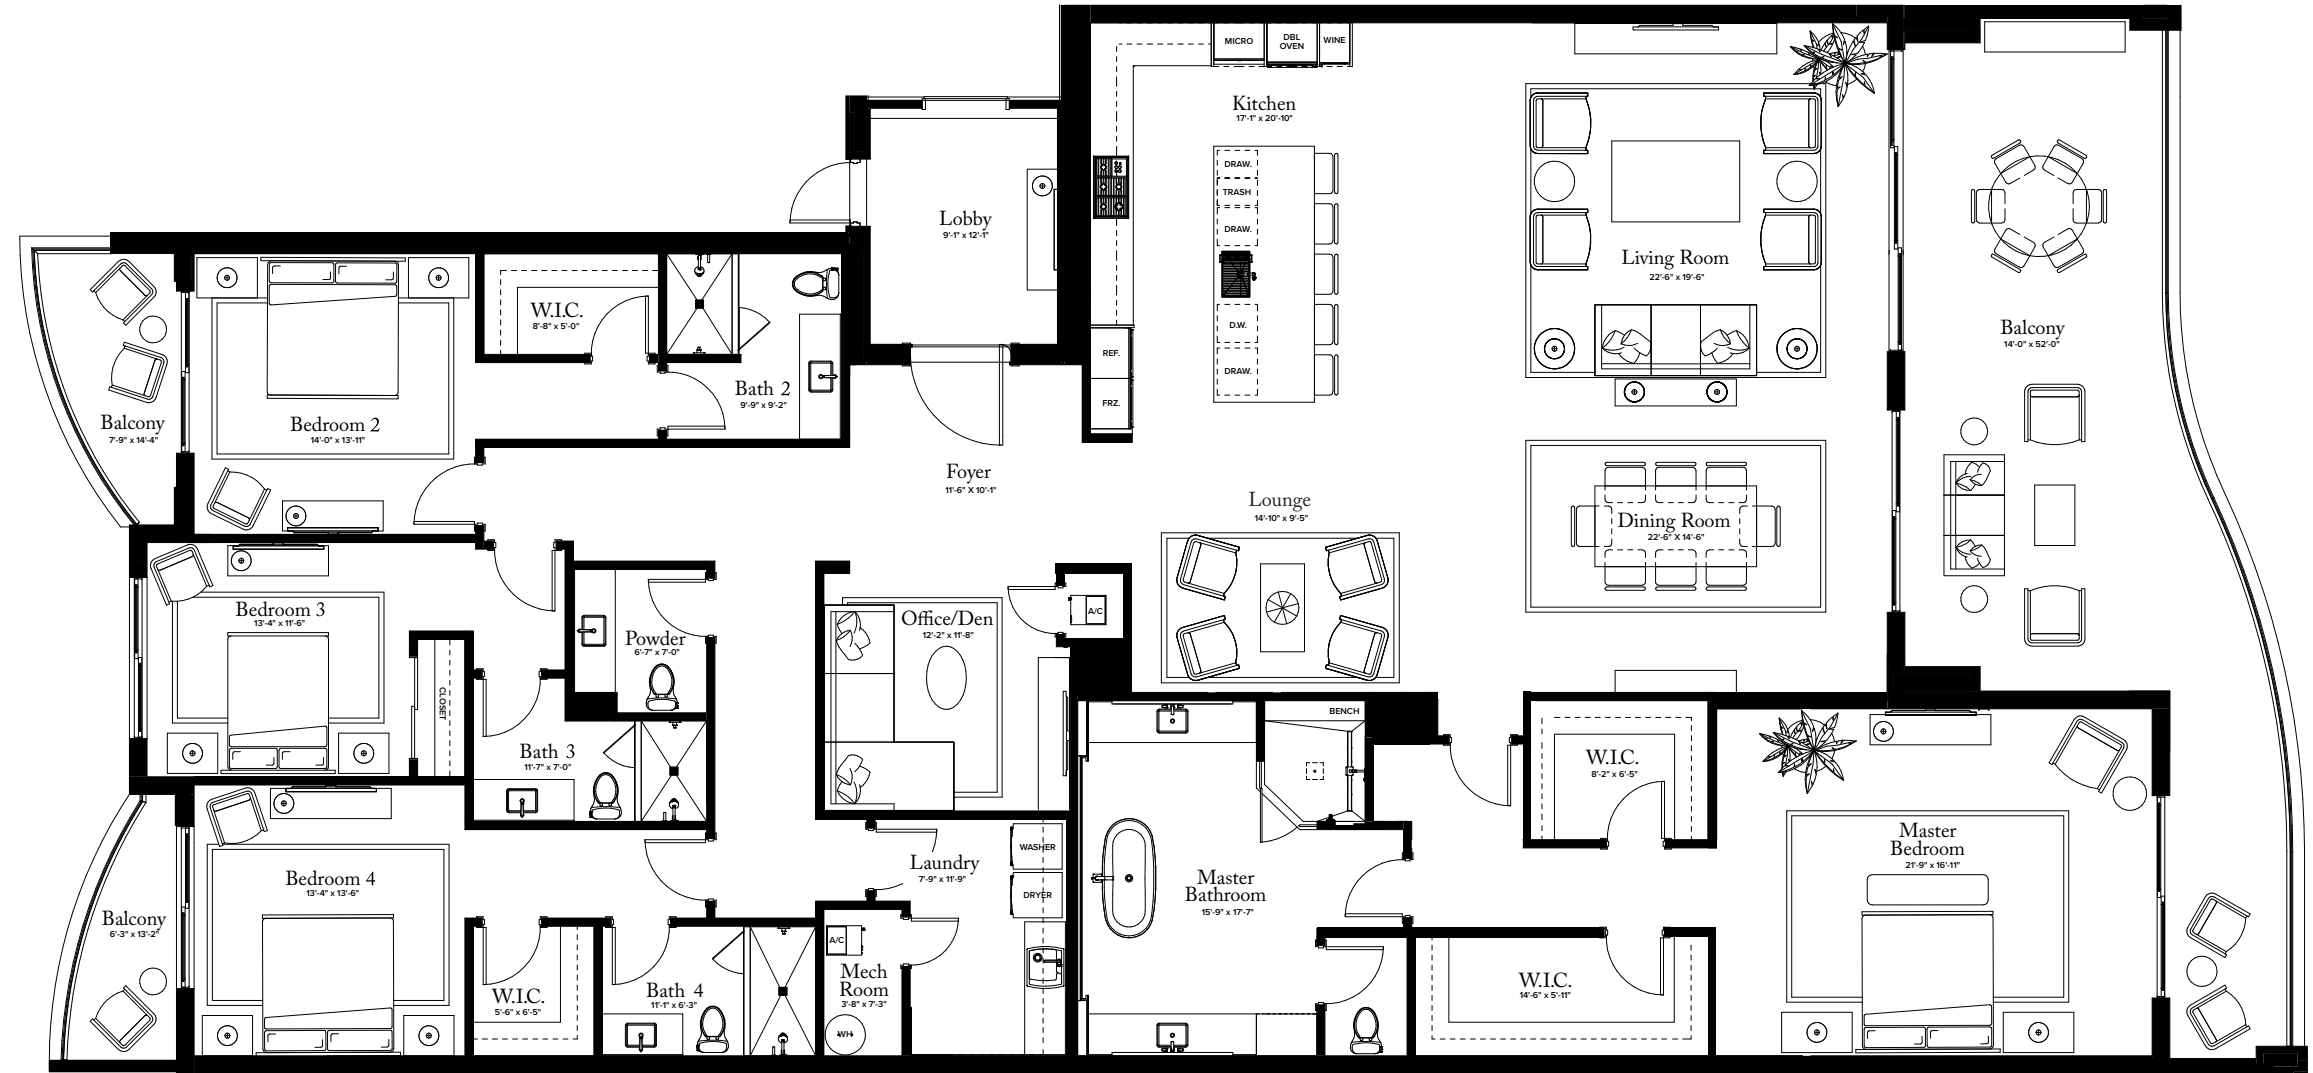 MICRO
DBL
OVEN
WINE
Kitchen
17'-1" x 20'-10"
DRAW.
TRASH
DRAW.
D.W.
DRAW.
REF.
FRZ.
Lobby
9'-1" x 12'-1"
Living Room
22'-6" x 19'-6"
Balcony
14'-0" x 52'-0"
W.I.C.
8'-8" x 5'-0"
Bath 2
9'-9" x 9'-2"
Balcony
7'-9" x 14'-4"
Bedroom 2
14'-0" x 13'-11"
Foyer
11'-6" X 10'-1"
Lounge
14'-10" x 9'-5"
Dining Room
22'-6" X 14'-6"
Bedroom 3
13'-4" x 11'-6"
CLOSET
Powder
6'-7" x 7'-0"
Office/Den
12'-2" x 11'-8"
A/C
Bath 3
11'-7" x 7'-0"
BENCH
W.I.C.
8'-2" x 6'-5"
Master
Bedroom
21'-9" x 16'-11"
Bedroom 4
13'-4" x 13'-6"
Laundry
7'-9" x 11'-9"
WASHER
DRYER
Master
Bathroom
15'-9" x 17'-7"
Balcony
6'-3" x 13'-2"
W.I.C.
5'-6" x 6'-5"
Bath 4
11'-1" x 6'-3"
A/C
Mech
Room
3'-8" x 7'-3"
WH
W.I.C.
14'-6" x 5'-11"